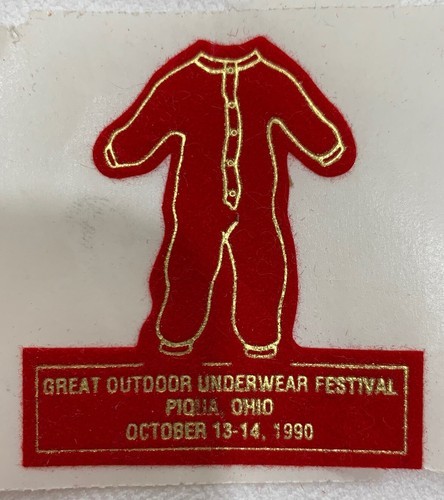 GREAT OUTDOOR UNDERWEAR FESTIVAL
PIQUA, OHIO
OCTOBER 13-14, 1990